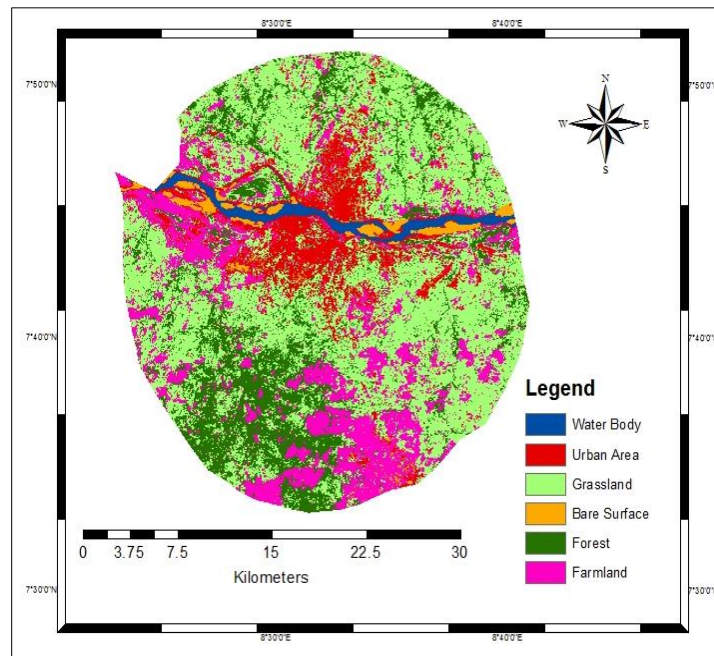 8°30'0"E 8°40'0"E
7°50'0"N 7°50'0"N
N
W E
S
7°40'0"N 7°40'0"N
Legend
Water Body
Urban Area
Grassland
Bare Surface
Forest
Farmland
0 3.75 7.5 15 22.5 30
Kilometers
7°30'0"N 7°30'0"N
8°30'0"E 8°40'0"E